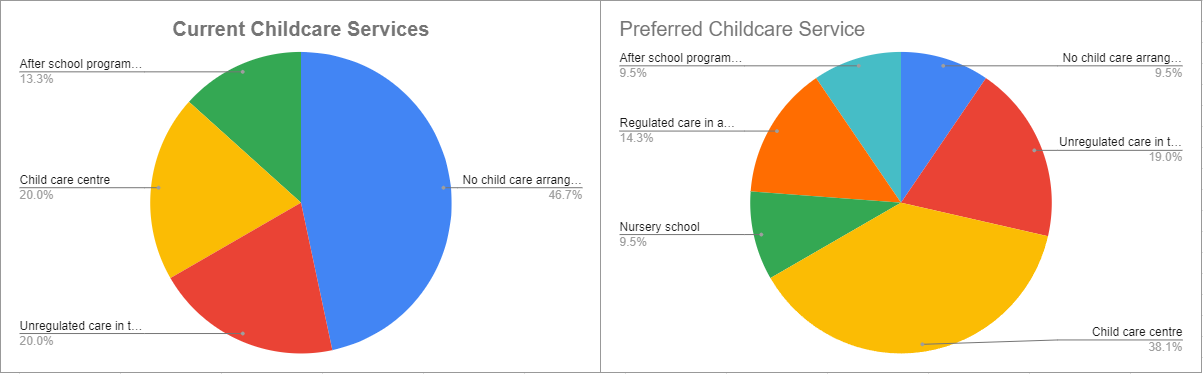 Current Childcare Services
After school program…
13.3%
Child care centre
20.0%
No child care arrang…
46.7%
Unregulated care in t…
20.0%
Preferred Childcare Service
After school program…
9.5%
No child care arrang…
9.5%
Regulated care in a…
14.3%
Unregulated care in t…
19.0%
Nursery school
9.5%
Child care centre
38.1%